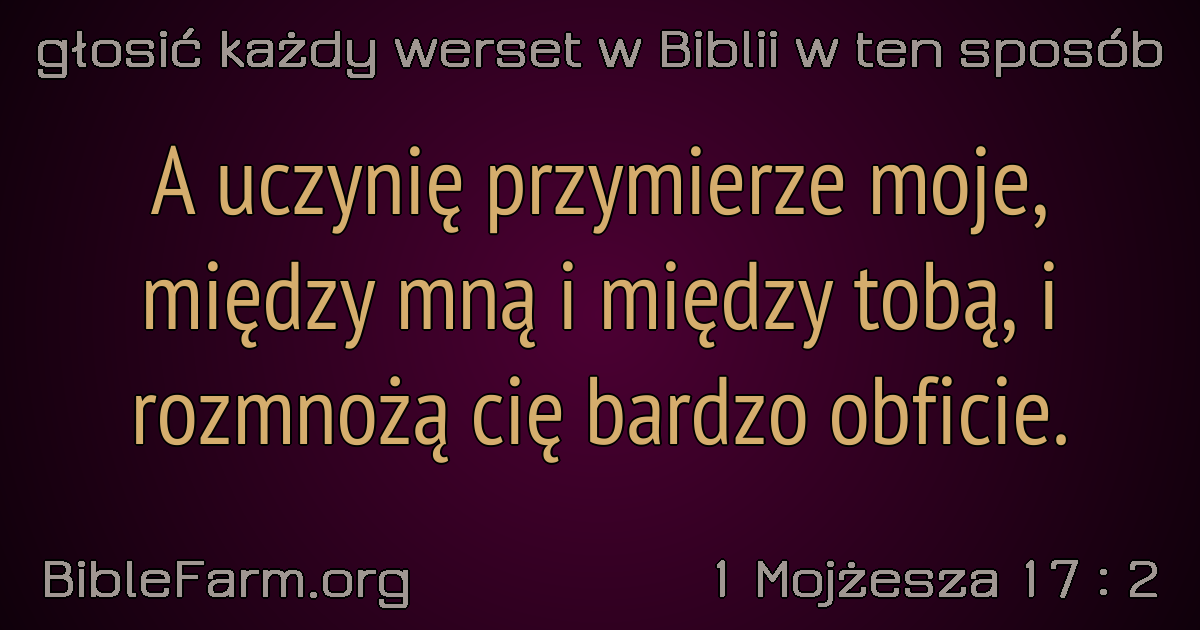 głosić każdy werset w Biblii w ten sposób
A uczynię przymierze moje,
między mną i między tobą, i
rozmnożą cię bardzo obficie.
BibleFarm.org
1 Mojżesza 17 : 2